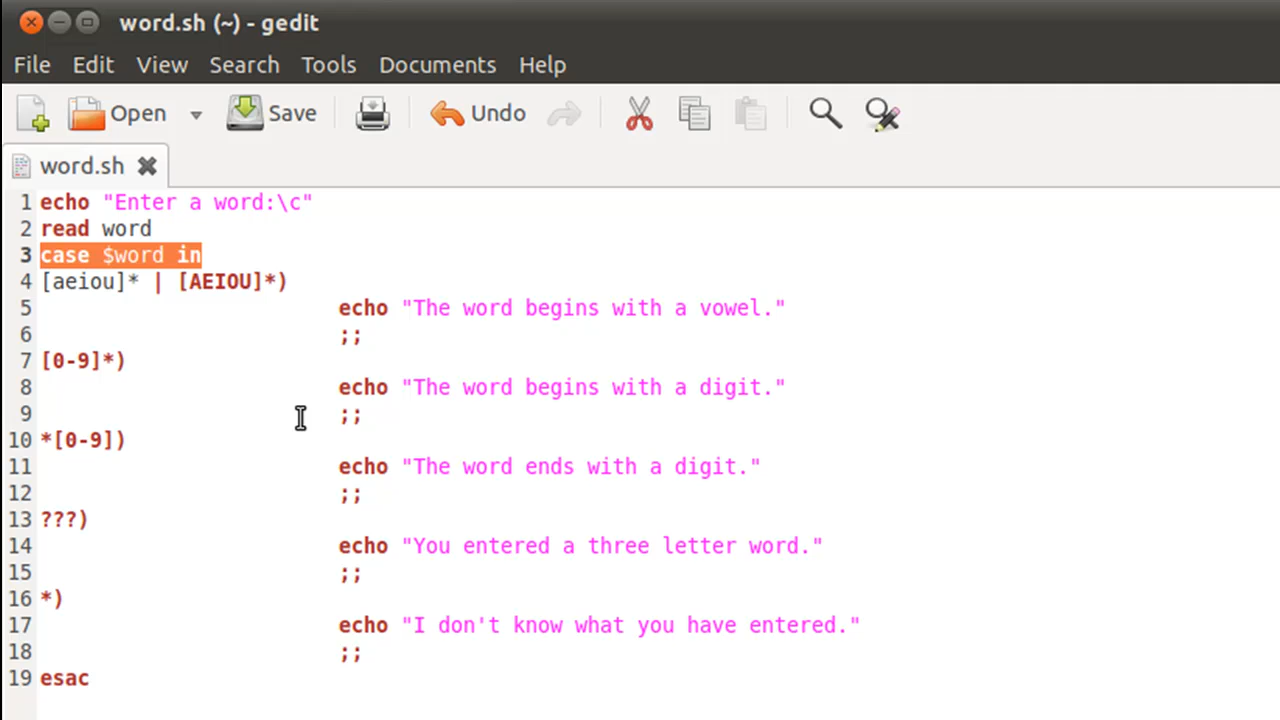 word.sh (~) - gedit
File Edit View Search Tools Documents Help
Open Save Undo
word.sh
1 echo "Enter a word:\c"
2 read word
3 case $word in
4 [aeiou]* | [AEIOU]*)
5 echo "The word begins with a vowel."
6 ;;
7 [0-9]*)
8 echo "The word begins with a digit."
9 ;;
10 *[0-9])
11 echo "The word ends with a digit."
12 ;;
13 ???)
14 echo "You entered a three letter word."
15 ;;
16 *)
17 echo "I don't know what you have entered."
18 ;;
19 esac